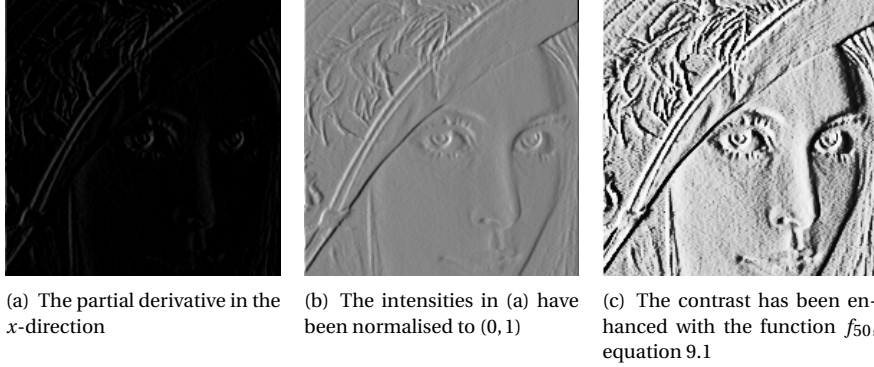 (a) The partial derivative in the
x-direction
(b) The intensities in (a) have
been normalised to (0, 1)
(c) The contrast has been en-
hanced with the function f50,
equation 9.1